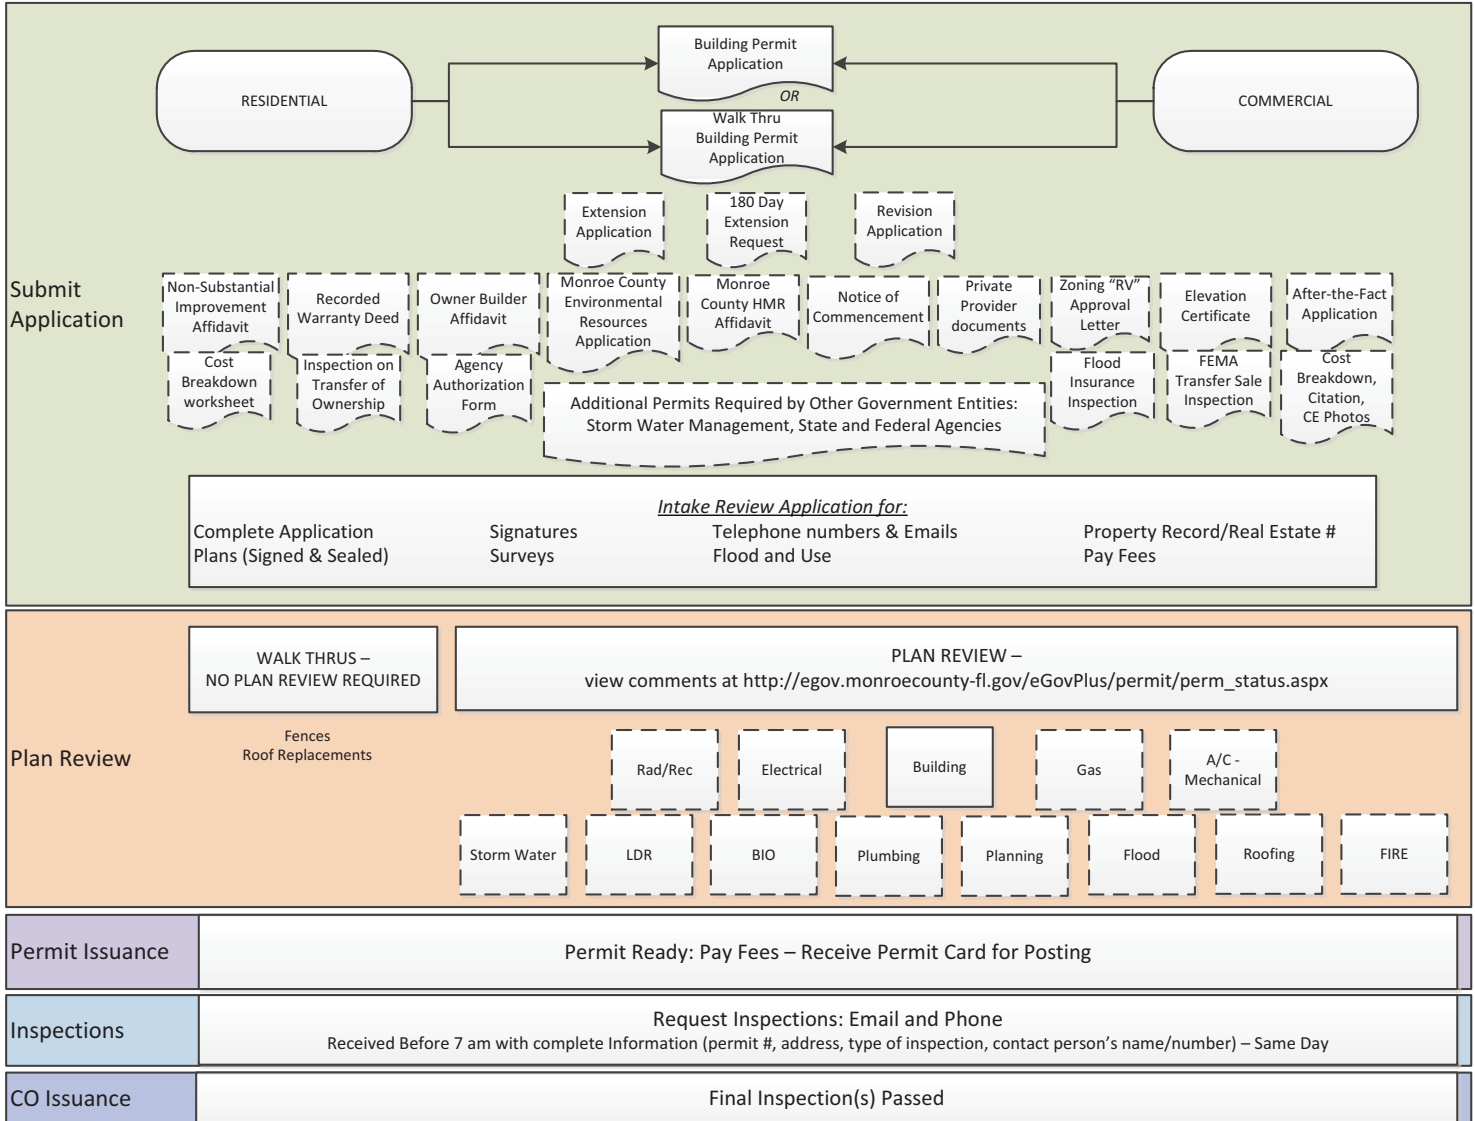 Building Permit
Application
OR
RESIDENTIAL
COMMERCIAL
Walk Thru
Building Permit
Application
Extension
Application
180 Day
Extension
Request
Revision
Application
Submit
Application
Non-Substantial
Improvement
Affidavit
Recorded
Warranty Deed
Owner Builder
Affidavit
Monroe County
Environmental
Resources
Application
Monroe
County HMR
Affidavit
Notice of
Commencement
Private
Provider
documents
Zoning “RV”
Approval
Letter
Elevation
Certificate
After-the-Fact
Application
Cost
Breakdown
worksheet
Inspection on
Transfer of
Ownership
Agency
Authorization
Form
Additional Permits Required by Other Government Entities:
Storm Water Management, State and Federal Agencies
Flood
Insurance
Inspection
FEMA
Transfer Sale
Inspection
Cost
Breakdown,
Citation,
CE Photos
Intake Review Application for:
Complete Application
Signatures
Telephone numbers & Emails
Property Record/Real Estate #
Plans (Signed & Sealed)
Surveys
Flood and Use
Pay Fees
Plan Review
WALK THRUS –
NO PLAN REVIEW REQUIRED
Fences
Roof Replacements
PLAN REVIEW –
view comments at http://egov.monroecounty-fl.gov/eGovPlus/permit/perm_status.aspx
Rad/Rec
Electrical
Building
Gas
A/C -
Mechanical
Storm Water
LDR
BIO
Plumbing
Planning
Flood
Roofing
FIRE
Permit Issuance
Permit Ready: Pay Fees – Receive Permit Card for Posting
Inspections
Request Inspections: Email and Phone
Received Before 7 am with complete Information (permit #, address, type of inspection, contact person’s name/number) – Same Day
CO Issuance
Final Inspection(s) Passed